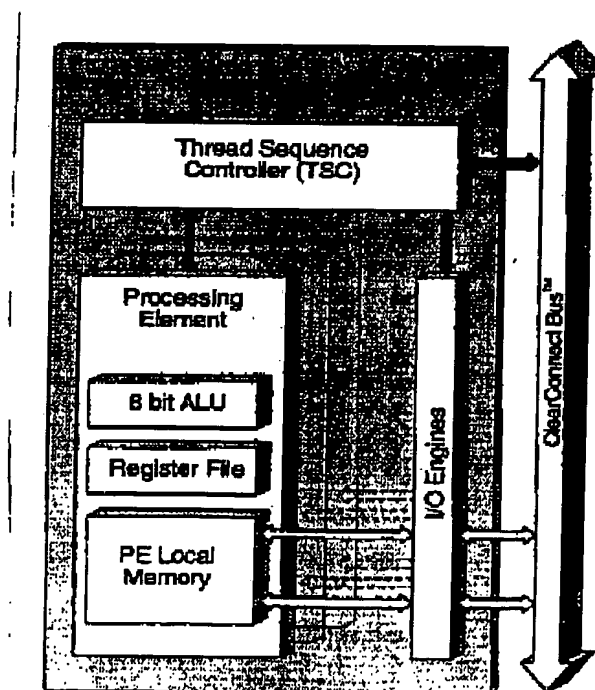 Thread Sequence
Controller (TSC)
Processing
Element
8 bit ALU
Register File
PE Local
Memory
I/O Engines
ClearConnect Bus™